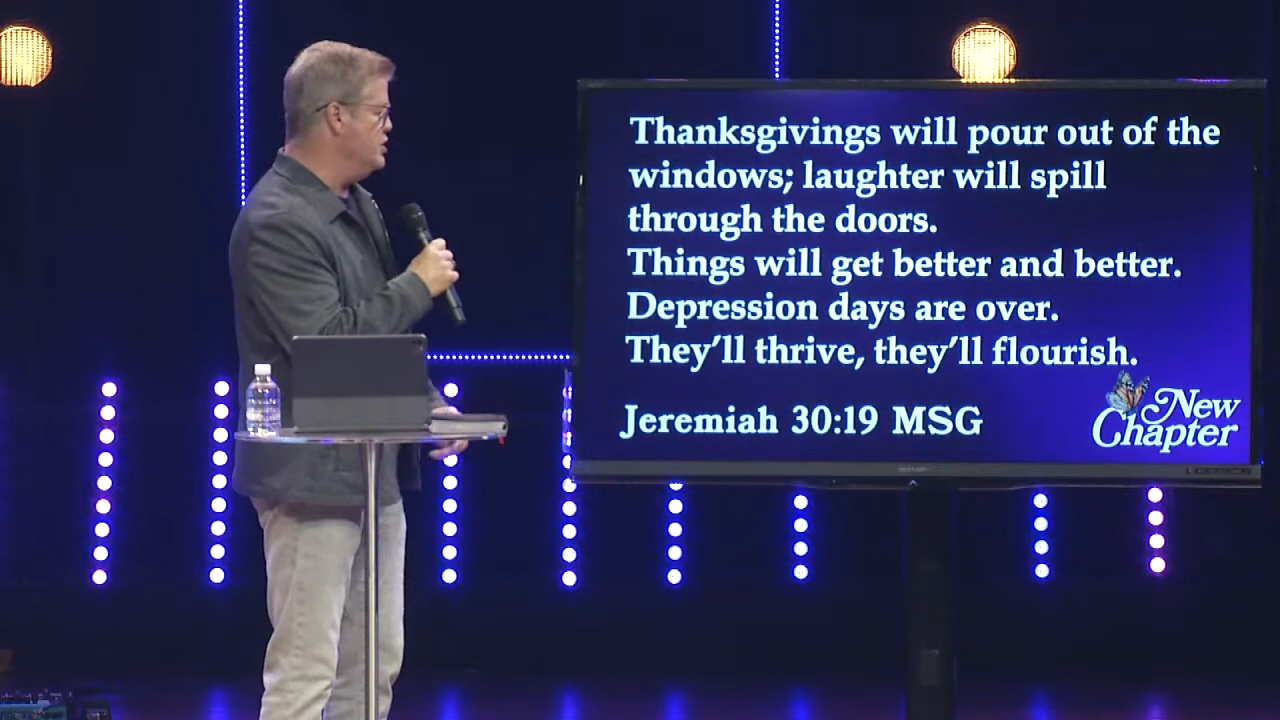 Thanksgivings will pour out of the
windows; laughter will spill
through the doors.
Things will get better and better.
Depression days are over.
They'll thrive, they'll flourish.
Jeremiah 30:19 MSG
New
Chapter